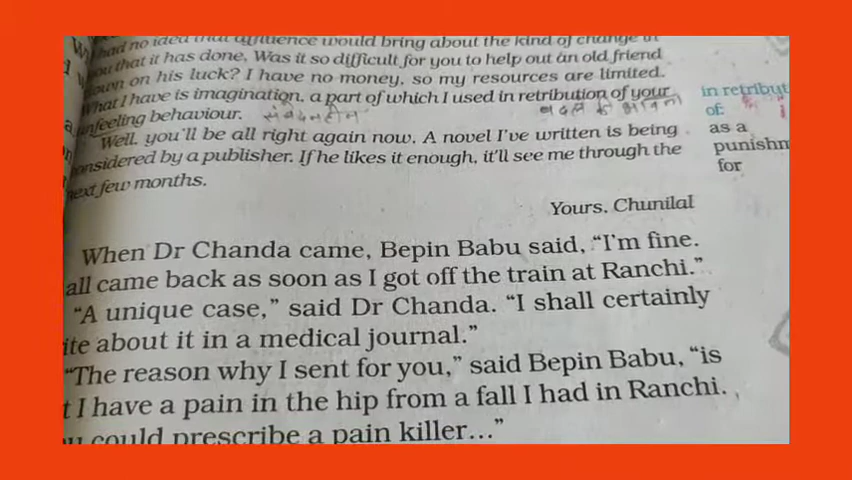 had no idea that affluence would bring about the kind of change in
you that it has done. Was it so difficult for you to help out an old friend
down on his luck? I have no money, so my resources are limited.
What I have is imagination, a part of which I used in retribution of your
unfeeling behaviour.
संवेदनहीन
in retribut
of:
as a
punishm
for
Well, you'll be all right again now. A novel I've written is being
considered by a publisher. If he likes it enough, it'll see me through the
next few months.
Yours, Chunilal
When Dr Chanda came, Bepin Babu said, “I'm fine.
all came back as soon as I got off the train at Ranchi.”
“A unique case,” said Dr Chanda. “I shall certainly
ite about it in a medical journal.”
“The reason why I sent for you,” said Bepin Babu, “is
t I have a pain in the hip from a fall I had in Ranchi.
u could prescribe a pain killer...”